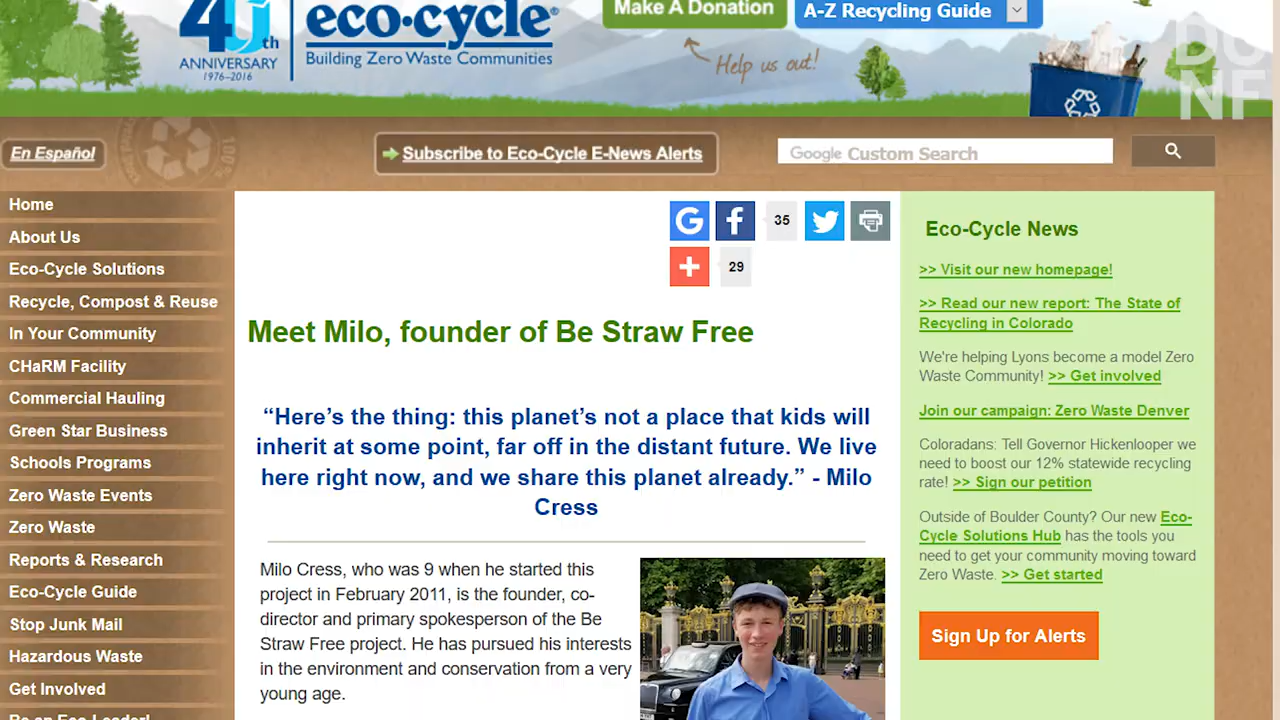 40th
ANNIVERSARY
1976-2016
eco·cycle®
Building Zero Waste Communities
Make A Donation
Help us out!
A-Z Recycling Guide
DO
NF
En Español
100%
Subscribe to Eco-Cycle E-News Alerts
Google Custom Search
Home
About Us
Eco-Cycle Solutions
Recycle, Compost & Reuse
In Your Community
CHaRM Facility
Commercial Hauling
Green Star Business
Schools Programs
Zero Waste Events
Zero Waste
Reports & Research
Eco-Cycle Guide
Stop Junk Mail
Hazardous Waste
Get Involved
Be an Eco-Leader!
G
f
35
29
Meet Milo, founder of Be Straw Free
“Here’s the thing: this planet’s not a place that kids will
inherit at some point, far off in the distant future. We live
here right now, and we share this planet already.” - Milo
Cress
Milo Cress, who was 9 when he started this
project in February 2011, is the founder, co-
director and primary spokesperson of the Be
Straw Free project. He has pursued his interests
in the environment and conservation from a very
young age.
Eco-Cycle News
>> Visit our new homepage!
>> Read our new report: The State of
Recycling in Colorado
We're helping Lyons become a model Zero
Waste Community! >> Get involved
Join our campaign: Zero Waste Denver
Coloradans: Tell Governor Hickenlooper we
need to boost our 12% statewide recycling
rate! >> Sign our petition
Outside of Boulder County? Our new Eco-
Cycle Solutions Hub has the tools you
need to get your community moving toward
Zero Waste. >> Get started
Sign Up for Alerts